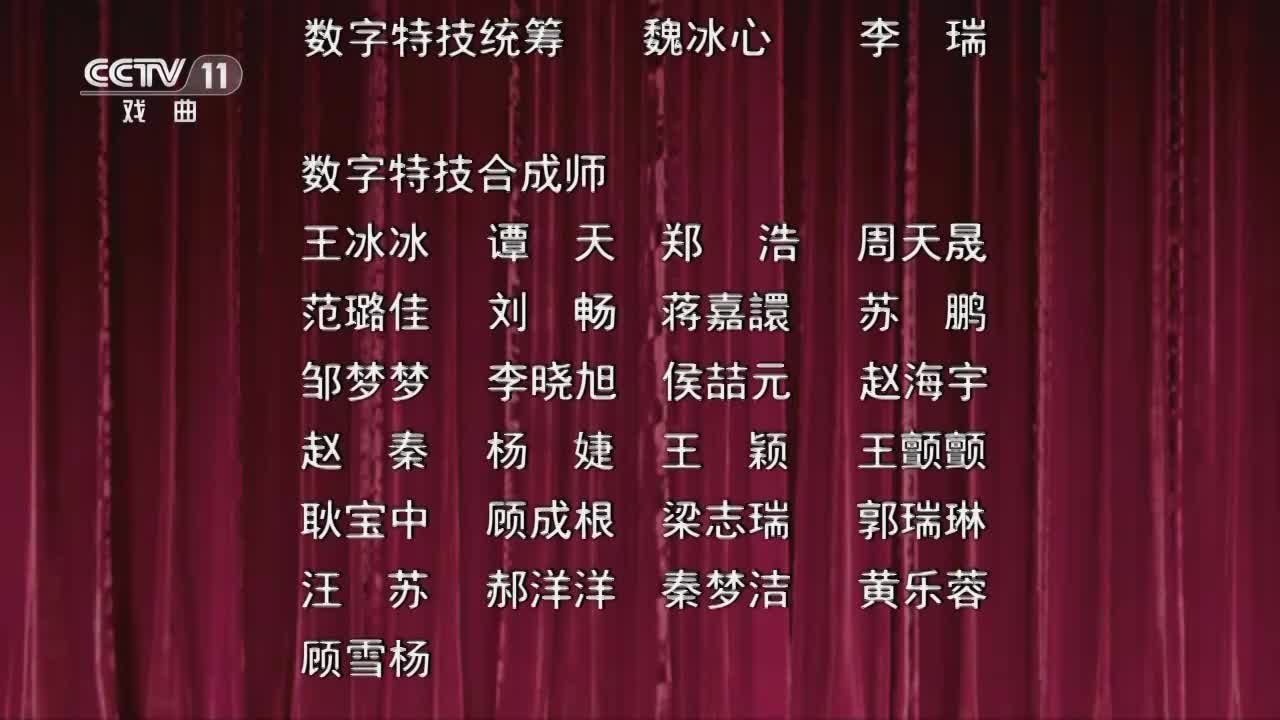 数字特技统筹 魏冰心 李瑞
CCTV 11
戏曲
数字特技合成师
王冰冰 谭天 郑浩 周天晟
范璐佳 刘畅 蒋嘉譞 苏鹏
邹梦梦 李晓旭 侯喆元 赵海宇
赵秦 杨婕 王颖 王颤颤
耿宝中 顾成根 梁志瑞 郭瑞琳
汪苏 郝洋洋 秦梦洁 黄乐蓉
顾雪杨